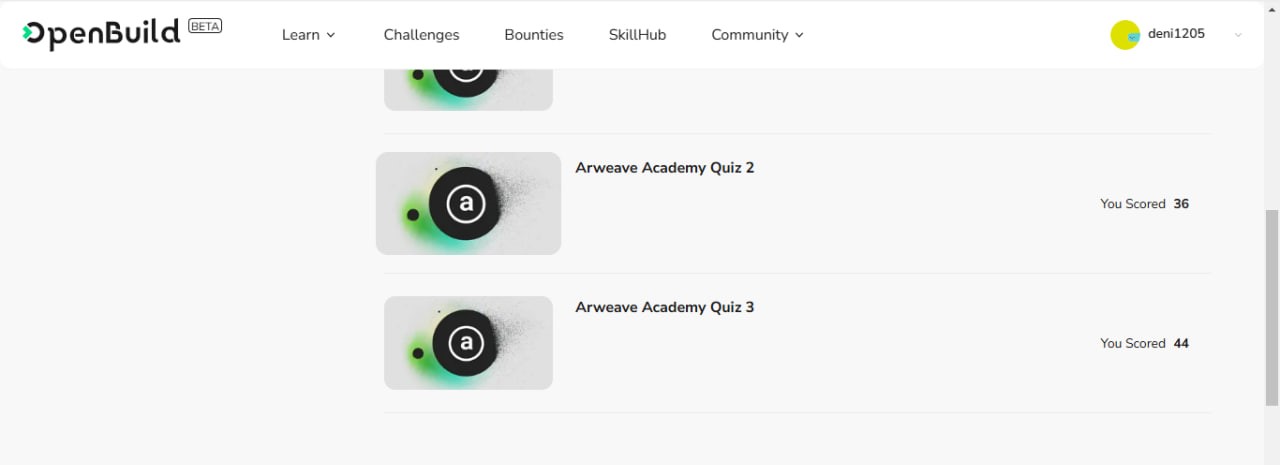 OpenBuild BETA Learn Challenges Bounties SkillHub Community deni1205
a
Arweave Academy Quiz 2
a
You Scored 36
Arweave Academy Quiz 3
a
You Scored 44